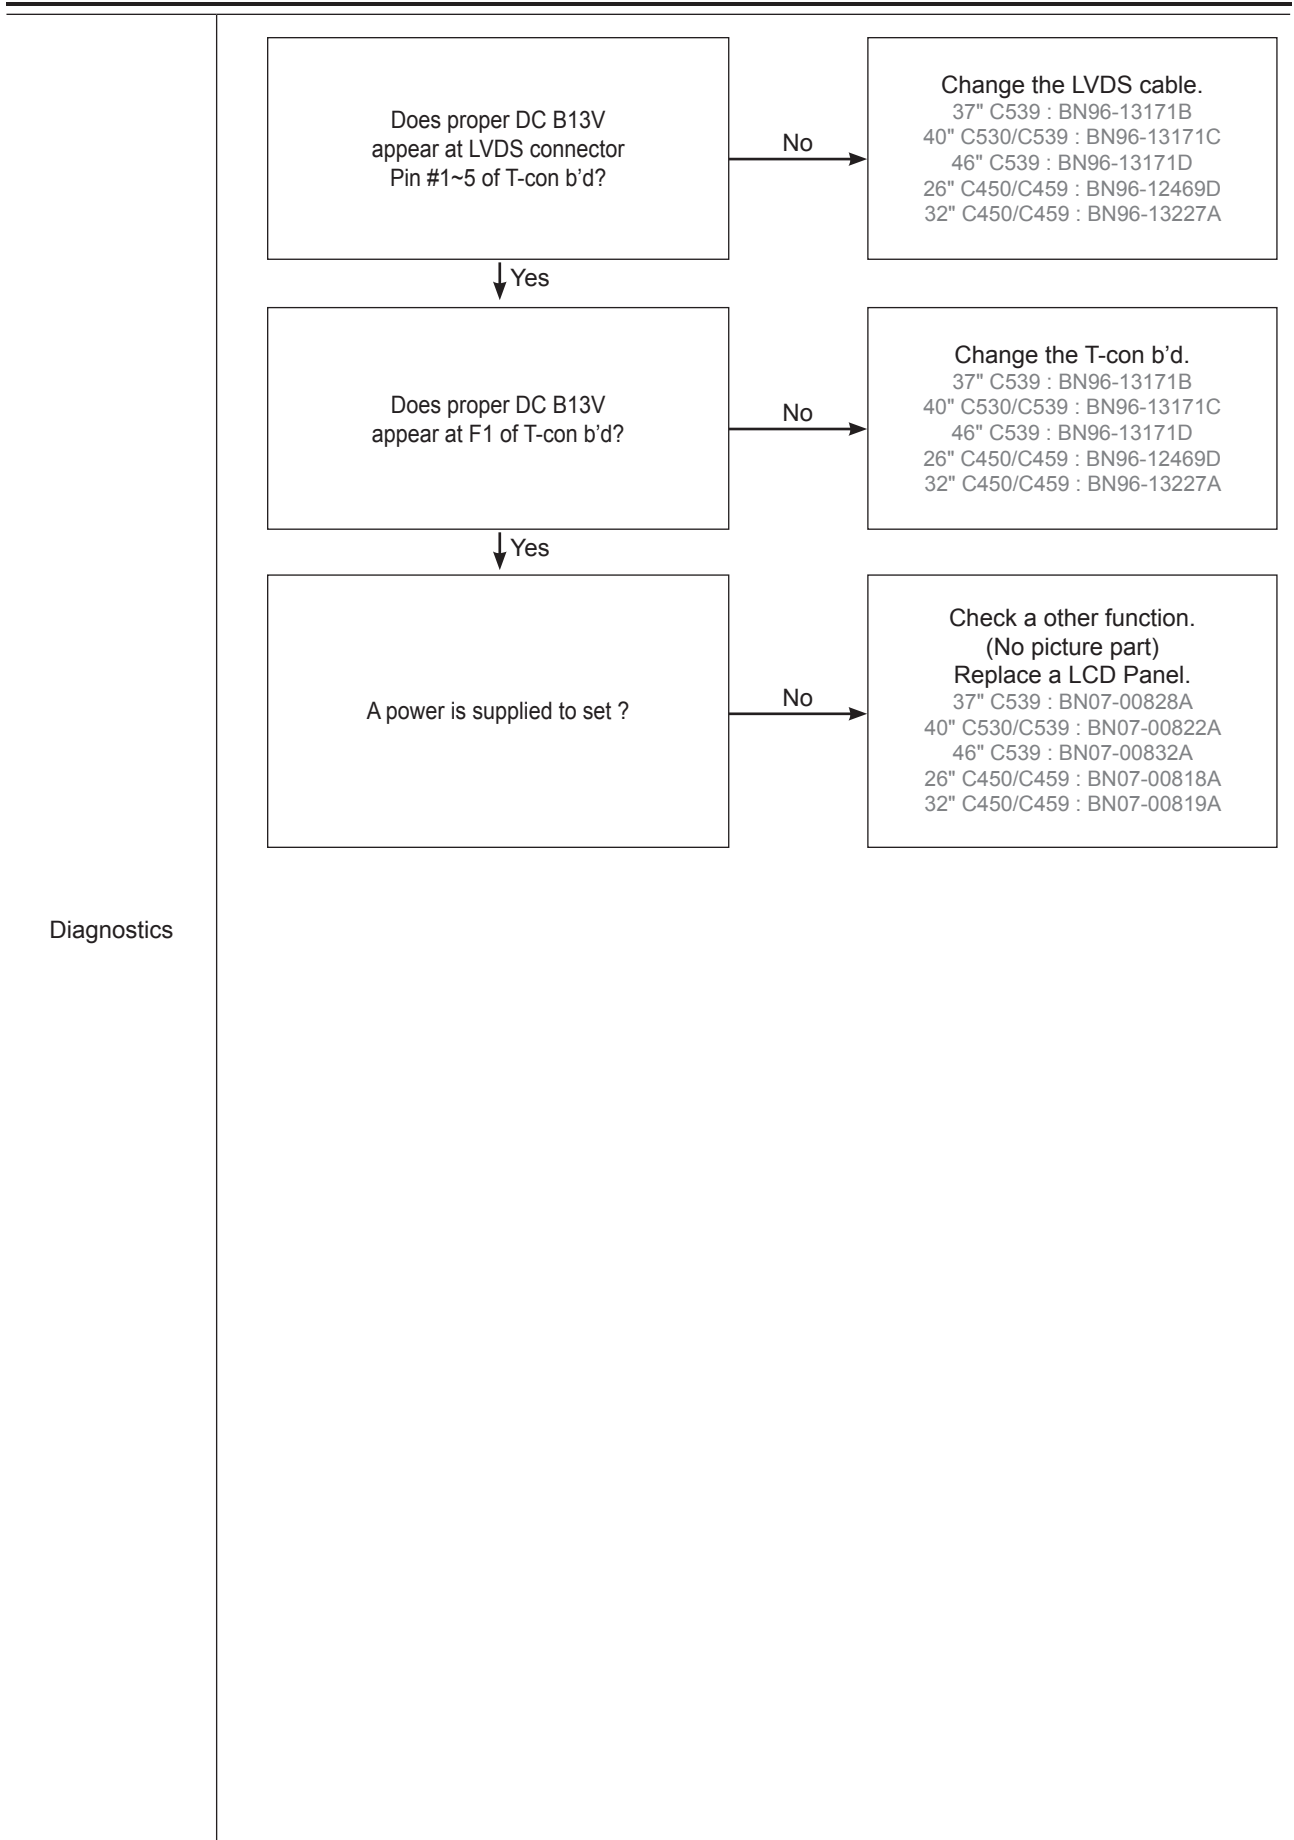 Does proper DC B13V
appear at LVDS connector
Pin #1~5 of T-con b’d?
No
Change the LVDS cable.
37" C539 : BN96-13171B
40" C530/C539 : BN96-13171C
46" C539 : BN96-13171D
26" C450/C459 : BN96-12469D
32" C450/C459 : BN96-13227A
Yes
Does proper DC B13V
appear at F1 of T-con b’d?
No
Change the T-con b’d.
37" C539 : BN96-13171B
40" C530/C539 : BN96-13171C
46" C539 : BN96-13171D
26" C450/C459 : BN96-12469D
32" C450/C459 : BN96-13227A
Yes
A power is supplied to set ?
No
Check a other function.
(No picture part)
Replace a LCD Panel.
37" C539 : BN07-00828A
40" C530/C539 : BN07-00822A
46" C539 : BN07-00832A
26" C450/C459 : BN07-00818A
32" C450/C459 : BN07-00819A
Diagnostics